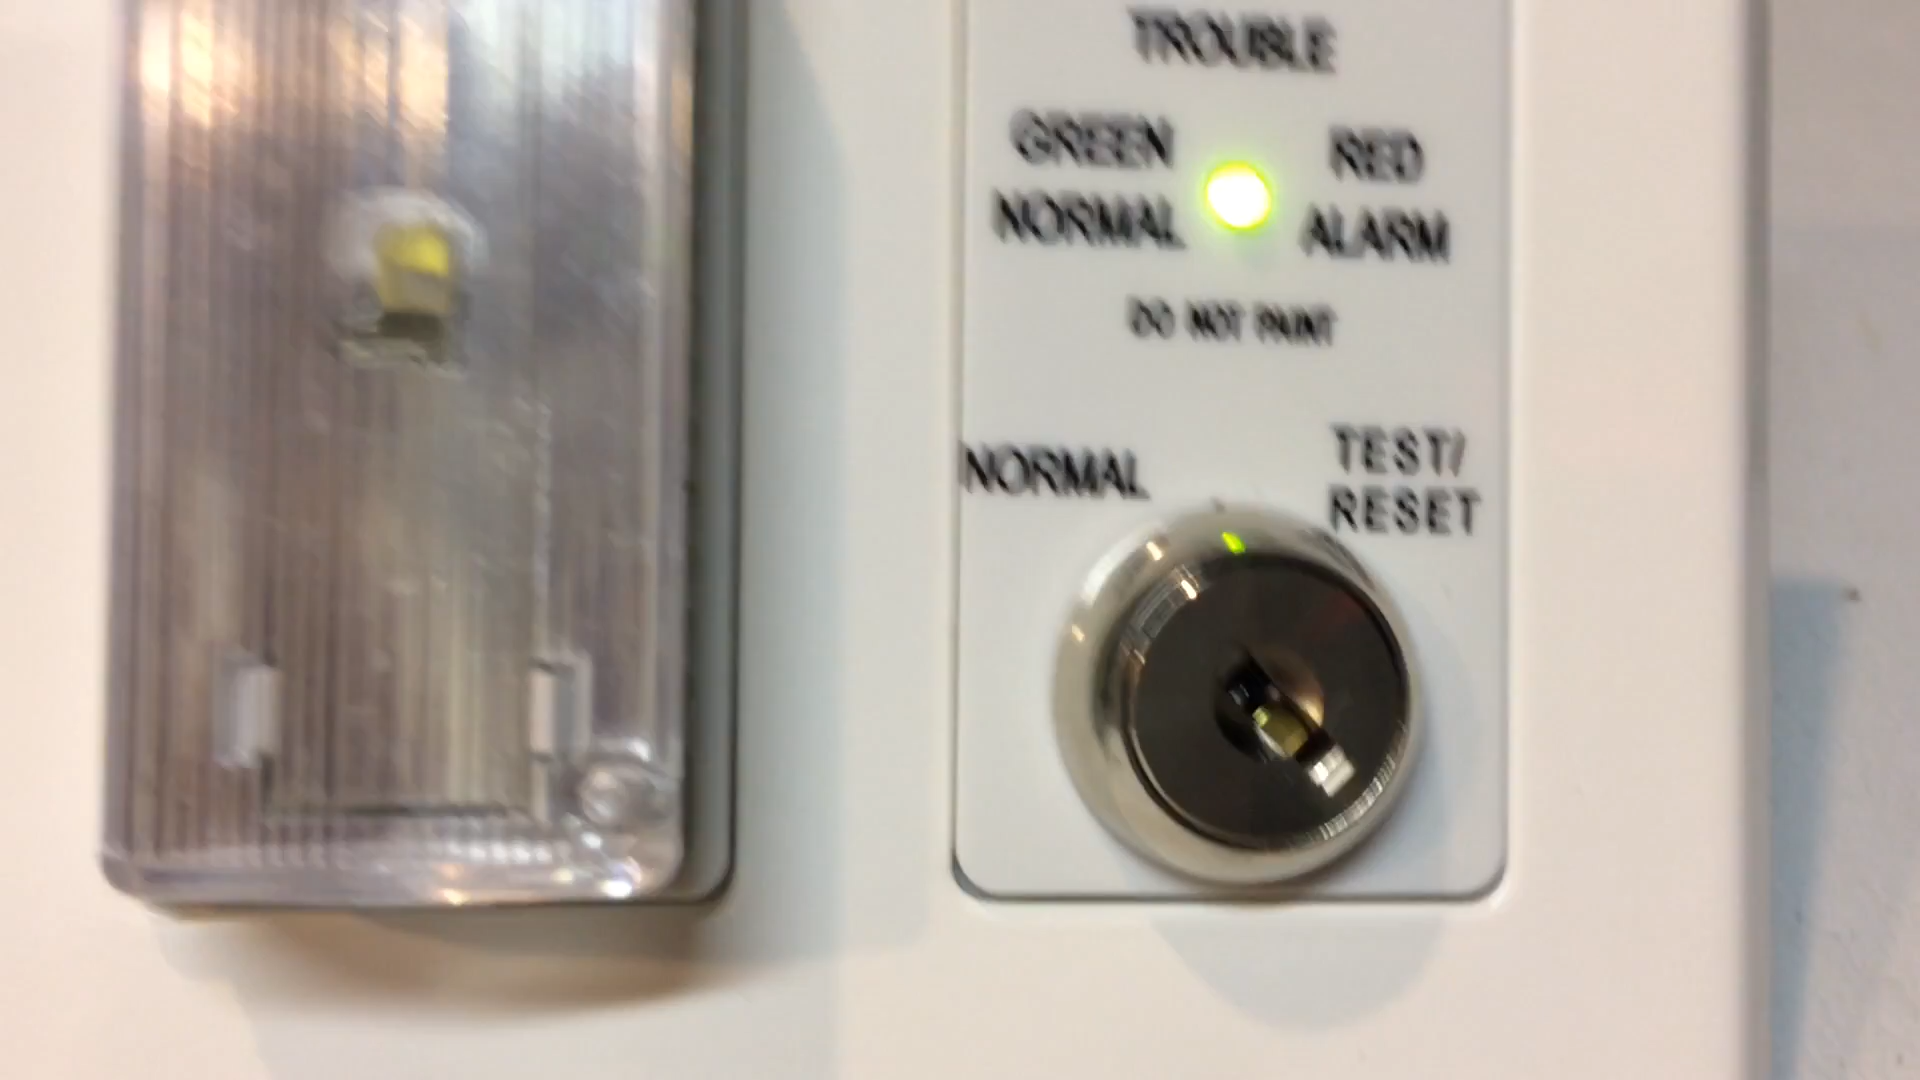 TROUBLE
GREEN RED
NORMAL ALARM
DO NOT PAINT
NORMAL TEST/
RESET